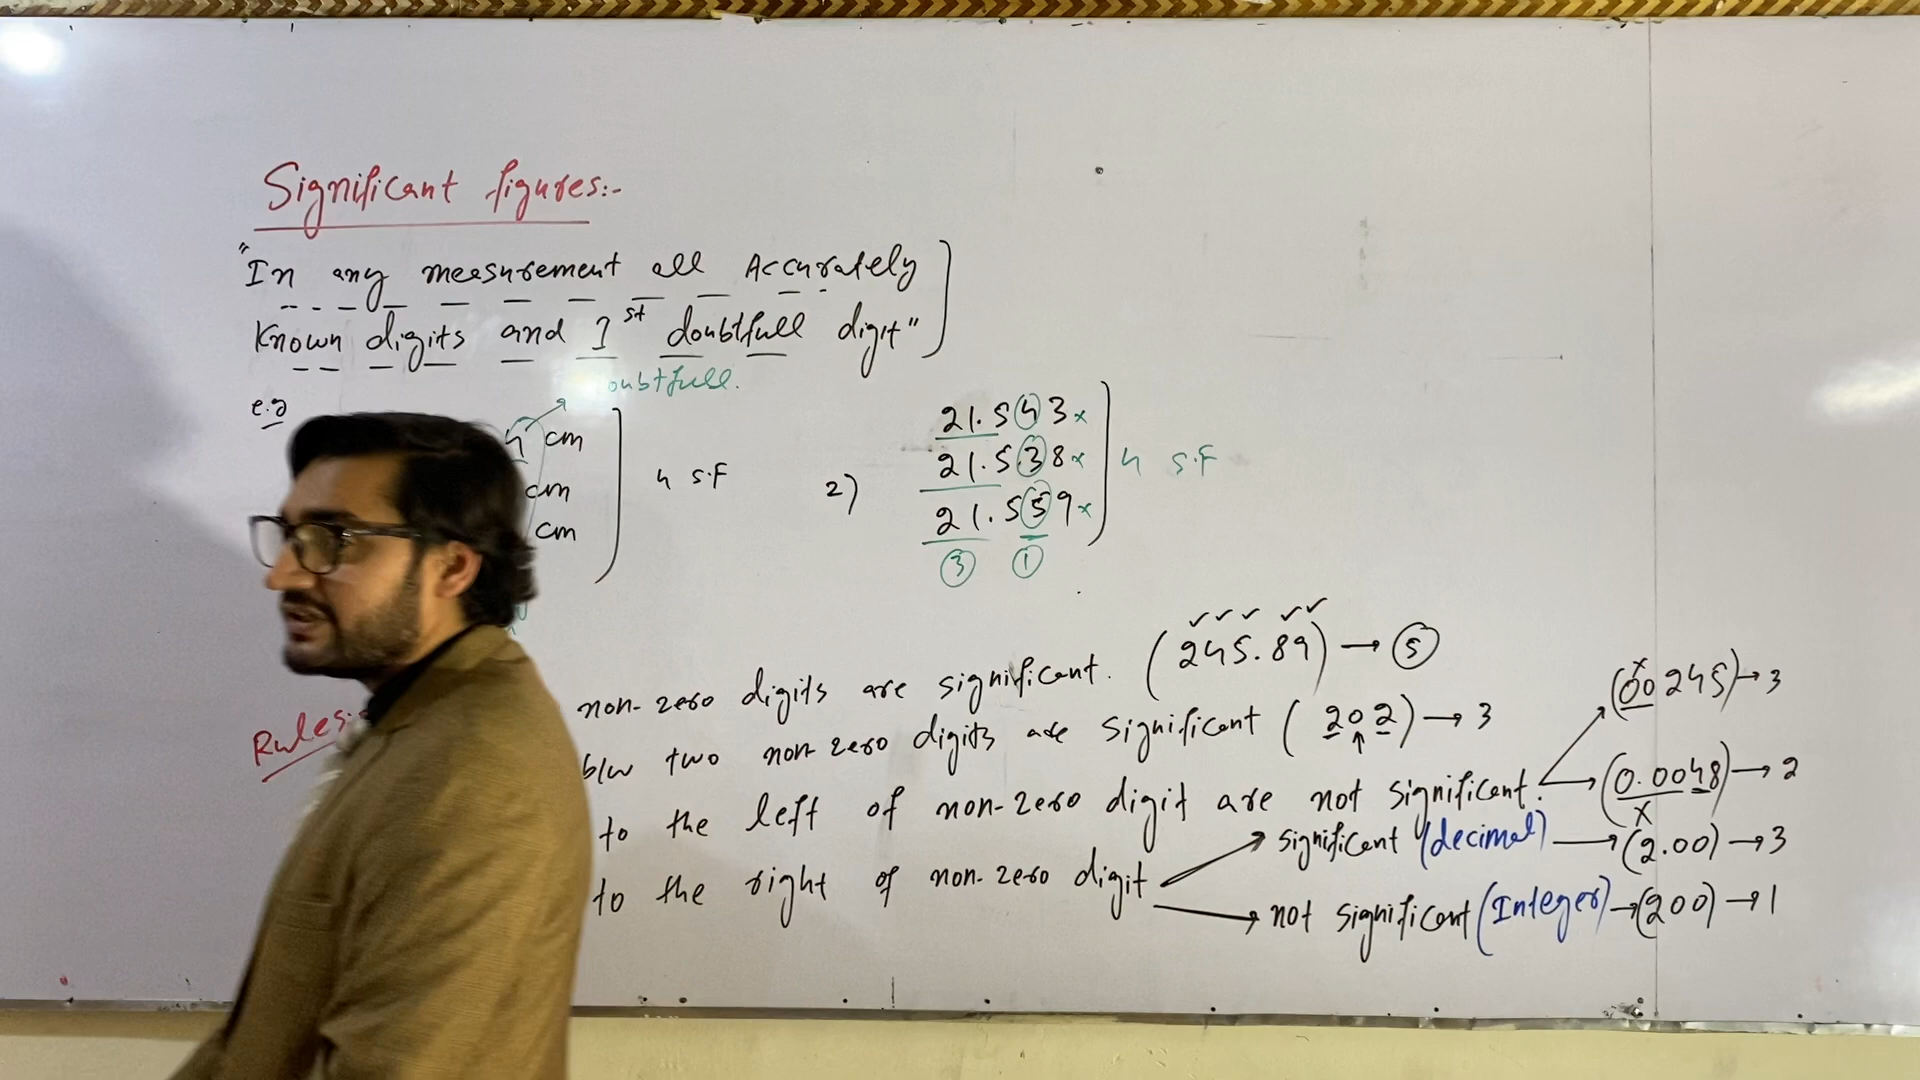 Significant figures:-
"In any measurement all Accurately
Known digits and 1st doubtfull digit"
oubtfull.
e.g
4 cm
cm
cm
4 S.F
2)
21.543x
21.538x
21.559x
4 S.F
3 1
Rules:
non-zero digits are significant. (245.89) → 5
b/w two non-zero digits are significant (202) → 3
to the left of non-zero digit are not significant.
(00245) → 3
x
(0.0048) → 2
x
to the right of non-zero digit
significant (decimal) → (2.00) → 3
not significant (Integer) → (200) → 1